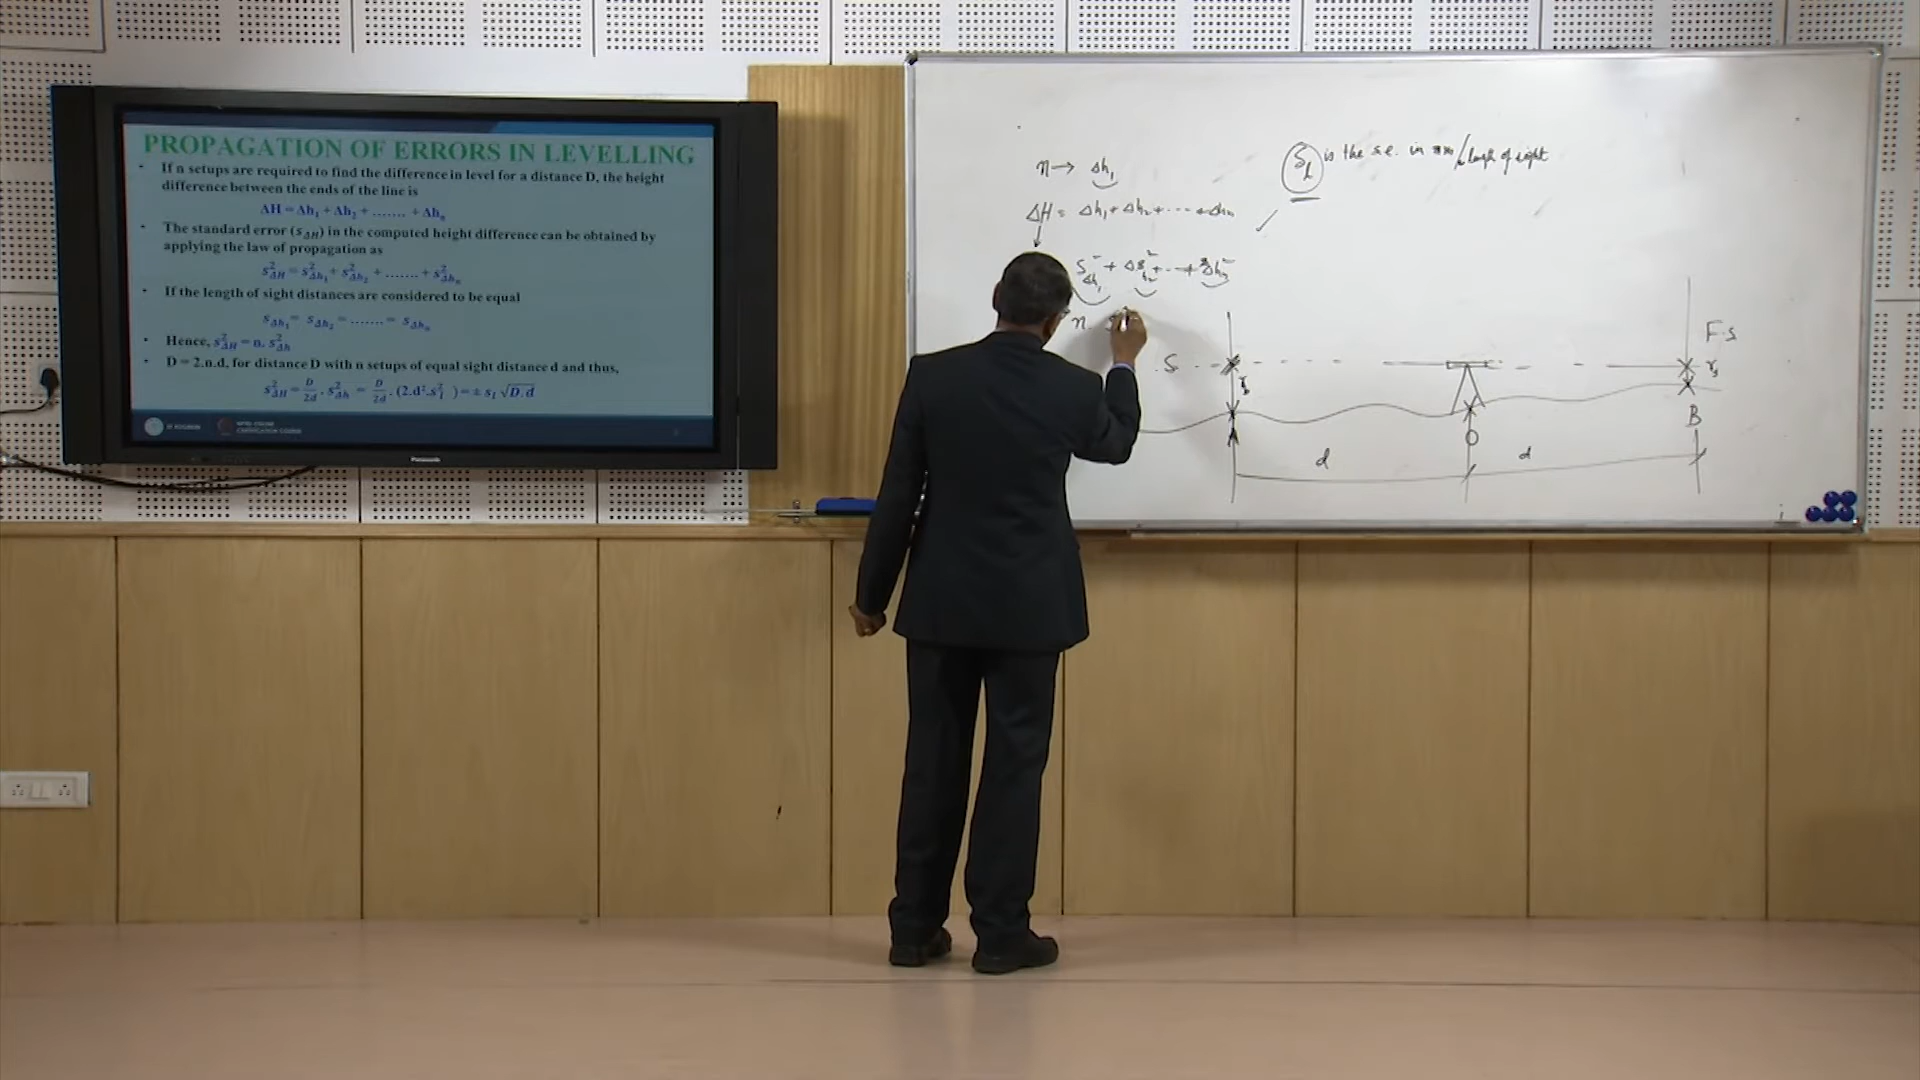 PROPAGATION OF ERRORS IN LEVELLING
• If n setups are required to find the difference in level for a distance D, the height
difference between the ends of the line is
ΔH = Δh₁ + Δh₂ + ....... + Δhₙ
• The standard error (s_ΔH) in the computed height difference can be obtained by
applying the law of propagation as
s²_ΔH = s²_Δh₁ + s²_Δh₂ + ....... + s²_Δhₙ
• If the length of sight distances are considered to be equal
s_Δh₁ = s_Δh₂ = ....... = s_Δhₙ
• Hence, s²_ΔH = n. s²_Δh
• D = 2.n.d, for distance D with n setups of equal sight distance d and thus,
s²_ΔH = D/2d . s²_Δh = D/2d . (2.d².s²_l ) = ± s_l √D.d
Panasonic
n → Δh₁
ΔH = Δh₁ + Δh₂ + ... + Δhₙ
S²_Δh₁ + Δs²_h₂ + ... +
n.
S_l is the s.e. in mm/length of sight
S
F.S
A
O
B
d
d